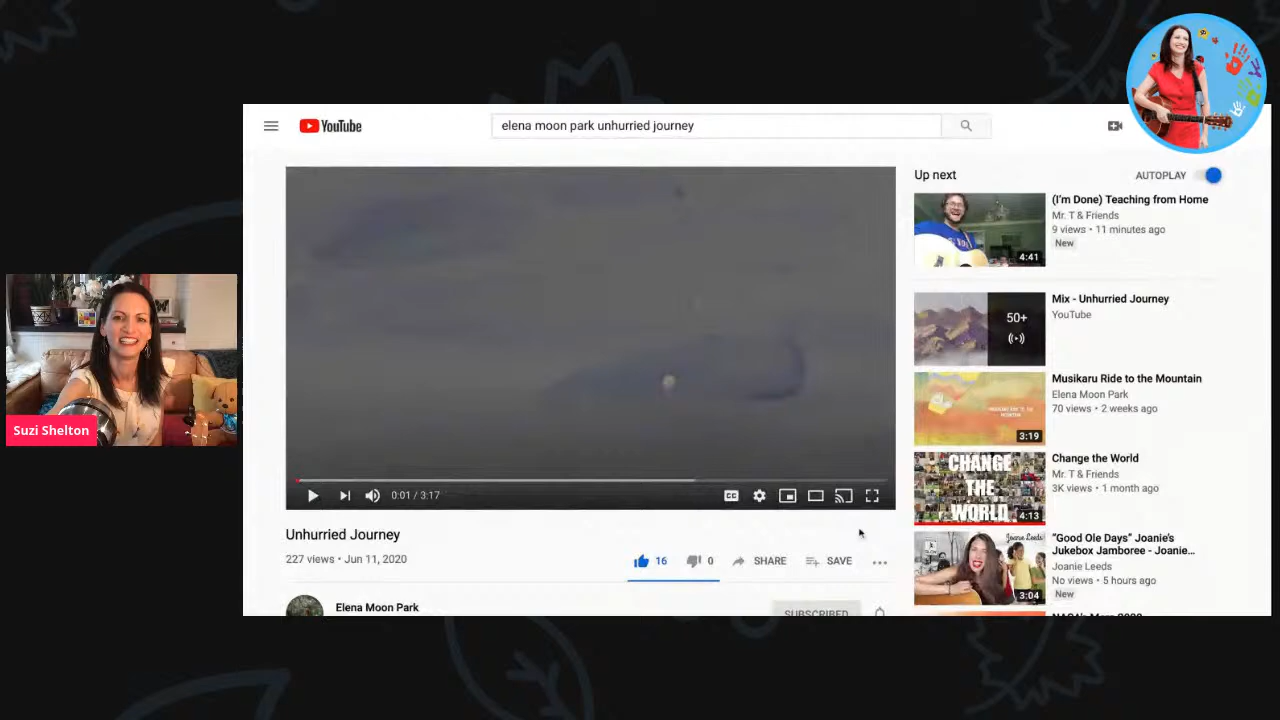 YouTube
elena moon park unhurried journey
Up next
AUTOPLAY
(I'm Done) Teaching from Home
Mr. T & Friends
9 views • 11 minutes ago
New
4:41
Mix - Unhurried Journey
YouTube
50+
Musikaru Ride to the Mountain
Elena Moon Park
70 views • 2 weeks ago
3:19
Change the World
Mr. T & Friends
3K views • 1 month ago
CHANGE
THE
WORLD
4:13
"Good Ole Days" Joanie's
Jukebox Jamboree - Joanie...
Joanie Leeds
No views • 5 hours ago
New
Joanie Leeds
3:04
Suzi Shelton
0:01 / 3:17
CC
Unhurried Journey
227 views • Jun 11, 2020
16
0
SHARE
SAVE
Elena Moon Park
SUBSCRIBED